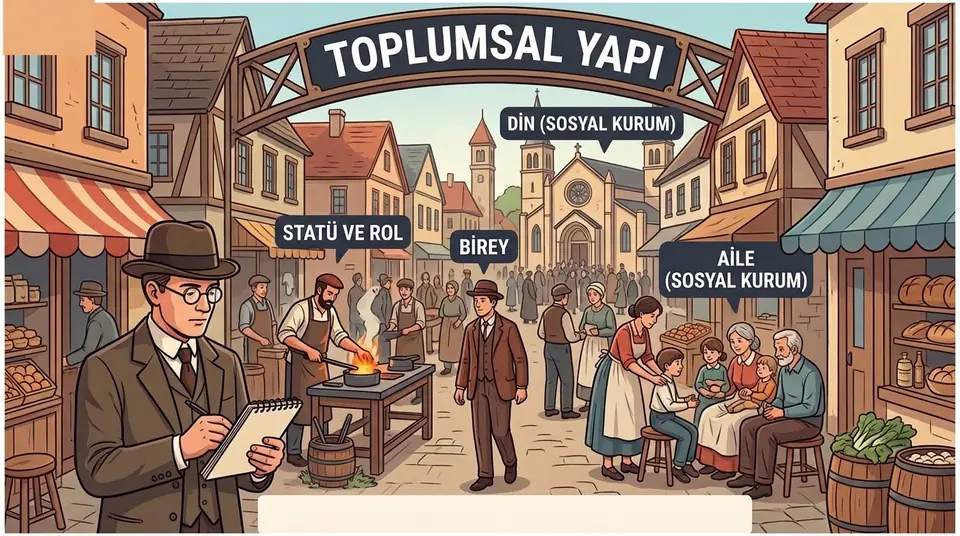 TOPLUMSAL YAPI
DİN (SOSYAL KURUM)
STATÜ VE ROL
BİREY
AİLE
(SOSYAL KURUM)